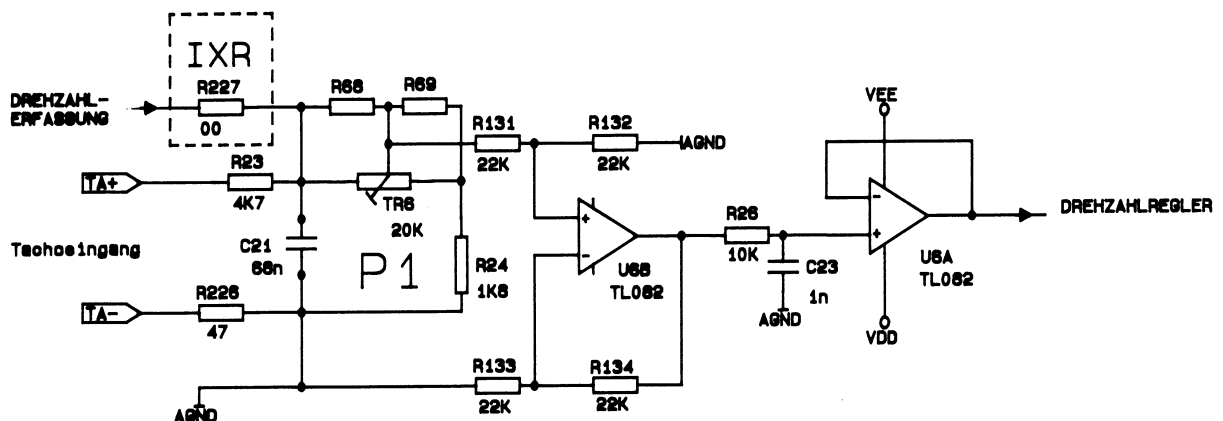 IXR
R227
00
DREHZAHL-
ERFASSUNG
R68
R69
VEE
R131
22K
R132
22K
AGND
R23
4K7
TA+
TR6
20K
DREHZAHLREGLER
Tachoeingang
C21
68n
P1
R24
1K6
U6B
TL082
R26
10K
C23
1n
AGND
U6A
TL082
TA-
R226
47
VDD
R133
22K
R134
22K
AGND